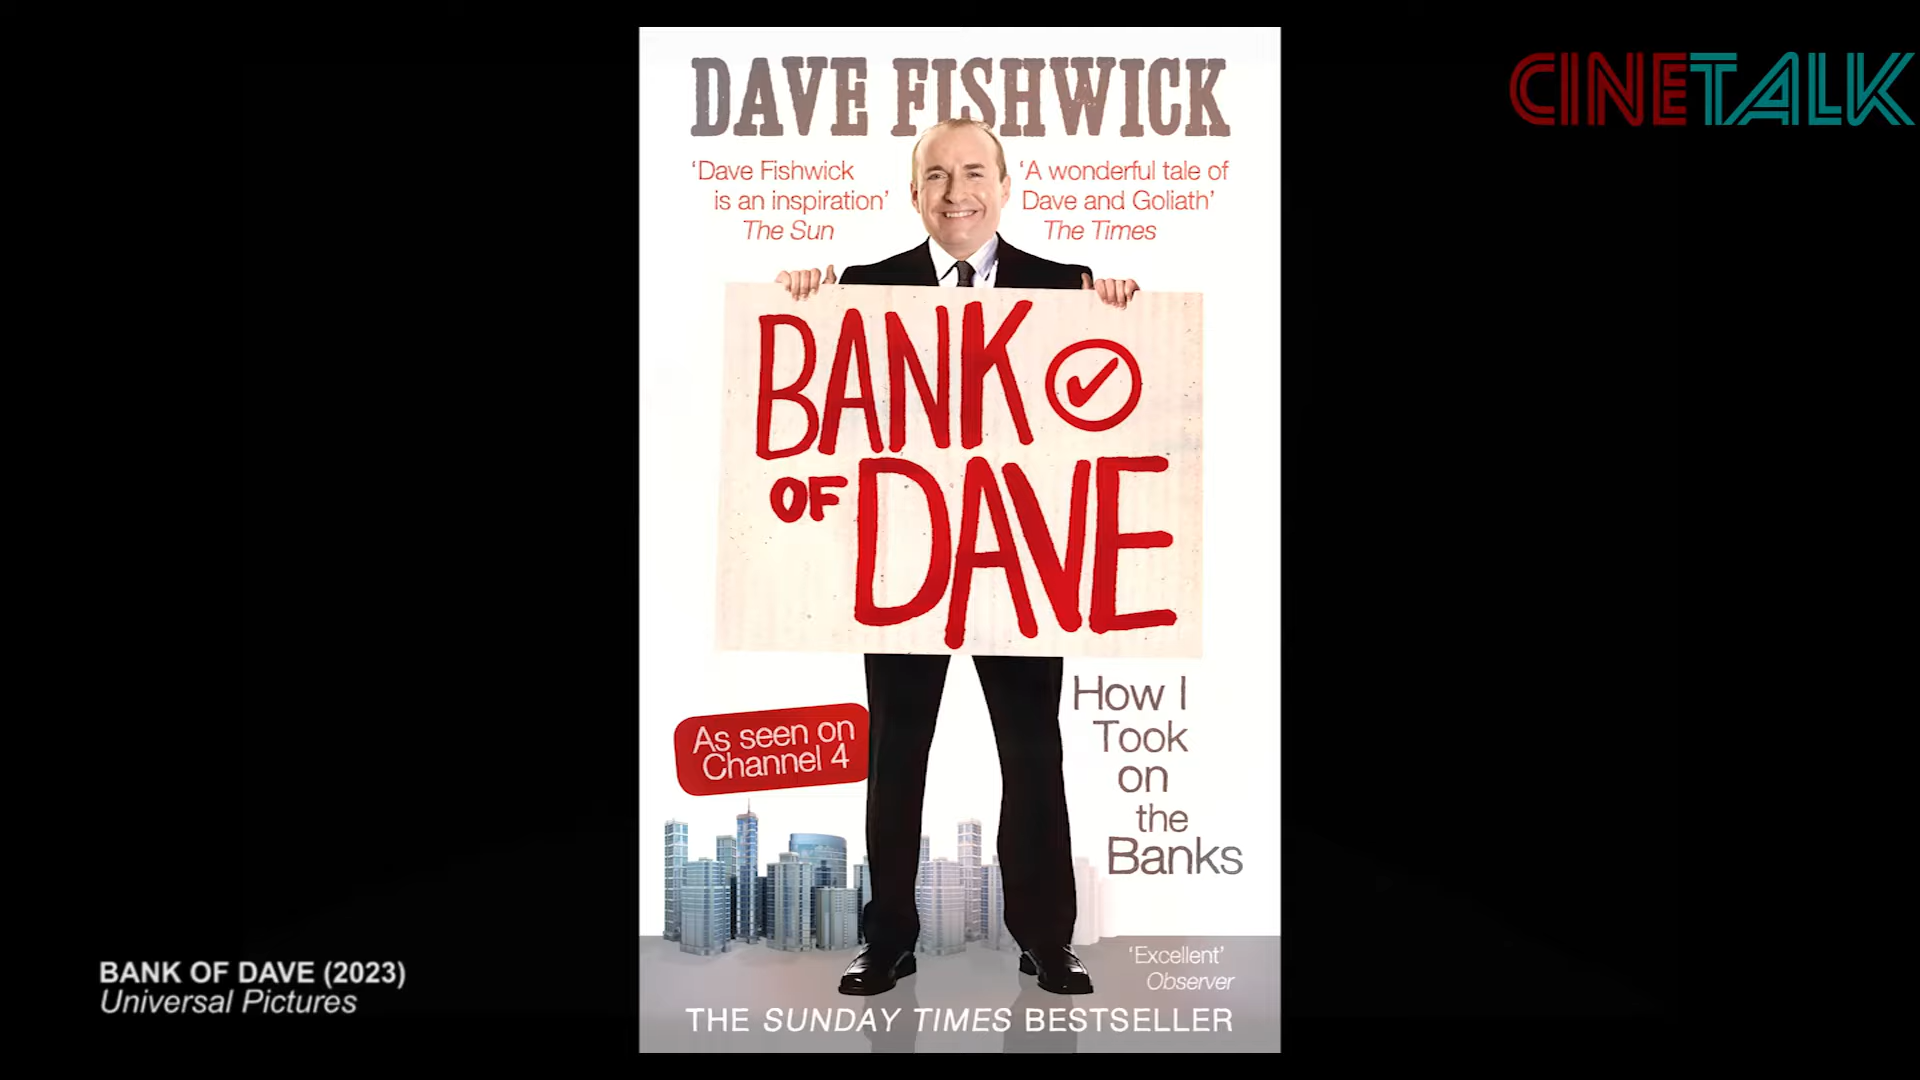 CINETALK
DAVE FISHWICK
‘Dave Fishwick
is an inspiration’
The Sun
‘A wonderful tale of
Dave and Goliath’
The Times
BANK
OF DAVE
As seen on
Channel 4
How I
Took
on
the
Banks
‘Excellent’
Observer
THE SUNDAY TIMES BESTSELLER
BANK OF DAVE (2023)
Universal Pictures